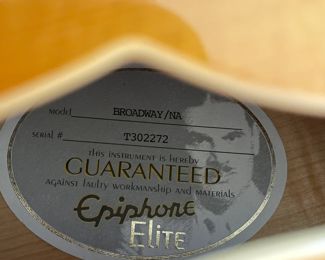 Model BROADWAY/NA
SERIAL # T302272
this instrument is hereby
GUARANTEED
AGAINST faulty workmanship AND MATERIALS
Epiphone
Elite